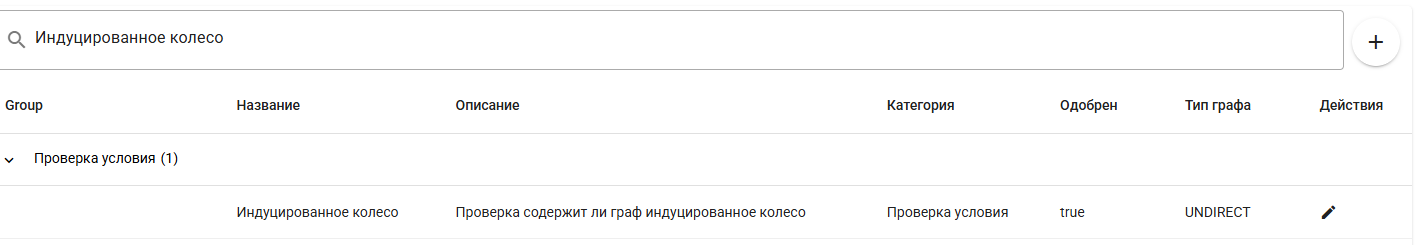 Индуцированное колесо
+
Group Название Описание Категория Одобрен Тип графа Действия
Проверка условия (1)
Индуцированное колесо Проверка содержит ли граф индуцированное колесо Проверка условия true UNDIRECT